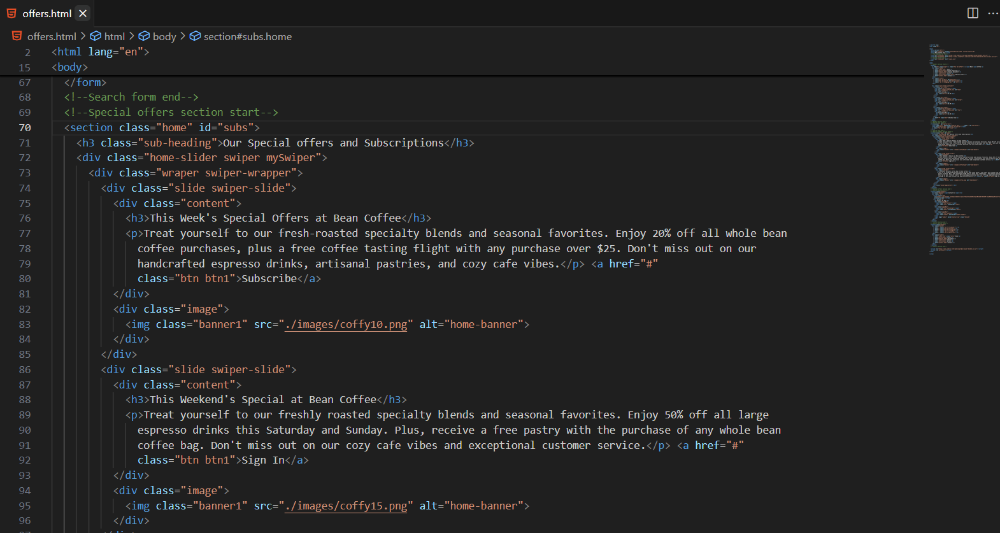 offers.html
offers.html > html > body > section#subs.home
2 <html lang="en">
15 <body>
67 </form>
68 <!--Search form end-->
69 <!--Special offers section start-->
70 <section class="home" id="subs">
71 <h3 class="sub-heading">Our Special offers and Subscriptions</h3>
72 <div class="home-slider swiper mySwiper">
73 <div class="wraper swiper-wrapper">
74 <div class="slide swiper-slide">
75 <div class="content">
76 <h3>This Week's Special Offers at Bean Coffee</h3>
77 <p>Treat yourself to our fresh-roasted specialty blends and seasonal favorites. Enjoy 20% off all whole bean
78 coffee purchases, plus a free coffee tasting flight with any purchase over $25. Don't miss out on our
79 handcrafted espresso drinks, artisanal pastries, and cozy cafe vibes.</p> <a href="#"
80 class="btn btn1">Subscribe</a>
81 </div>
82 <div class="image">
83 <img class="banner1" src="./images/coffy10.png" alt="home-banner">
84 </div>
85 </div>
86 <div class="slide swiper-slide">
87 <div class="content">
88 <h3>This Weekend's Special at Bean Coffee</h3>
89 <p>Treat yourself to our freshly roasted specialty blends and seasonal favorites. Enjoy 50% off all large
90 espresso drinks this Saturday and Sunday. Plus, receive a free pastry with the purchase of any whole bean
91 coffee bag. Don't miss out on our cozy cafe vibes and exceptional customer service.</p> <a href="#"
92 class="btn btn1">Sign In</a>
93 </div>
94 <div class="image">
95 <img class="banner1" src="./images/coffy15.png" alt="home-banner">
96 </div>